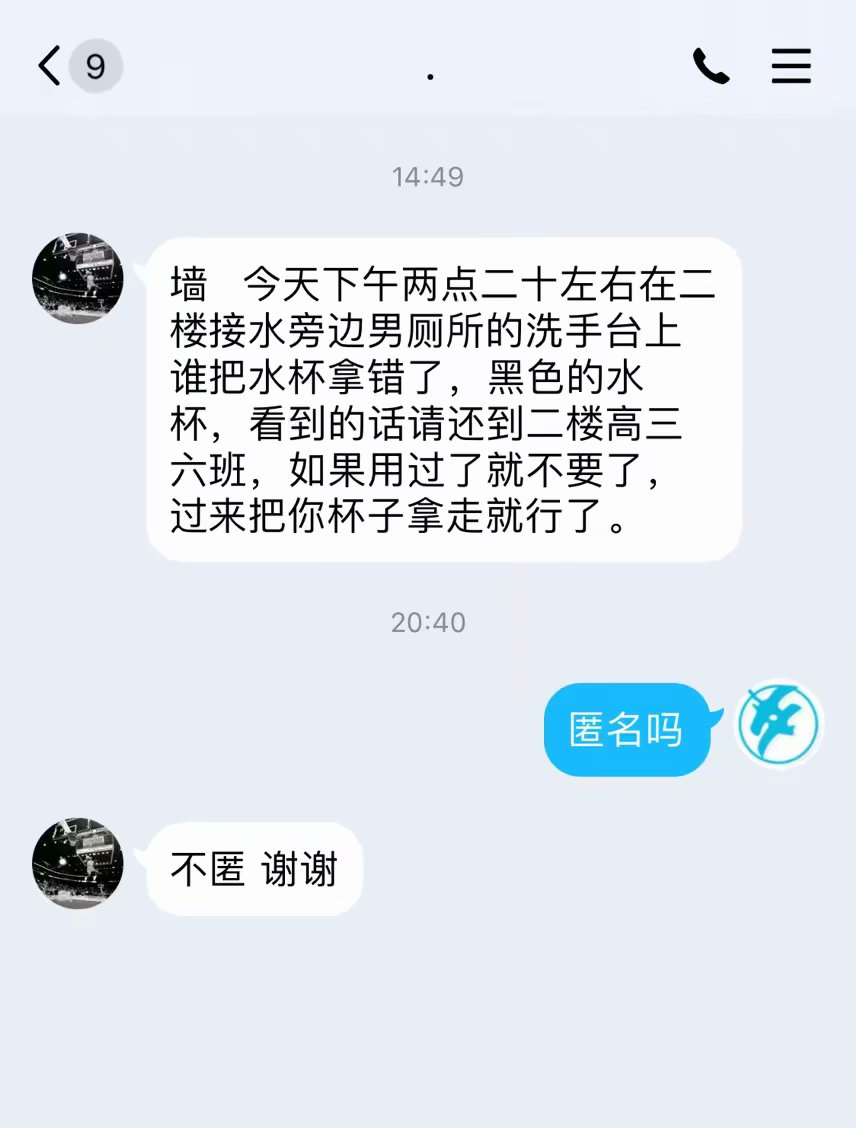 9
.
14:49
墙 今天下午两点二十左右在二
楼接水旁边男厕所的洗手台上
谁把水杯拿错了，黑色的水
杯，看到的话请还到二楼高三
六班，如果用过了就不要了，
过来把你杯子拿走就行了。
20:40
匿名吗
不匿 谢谢